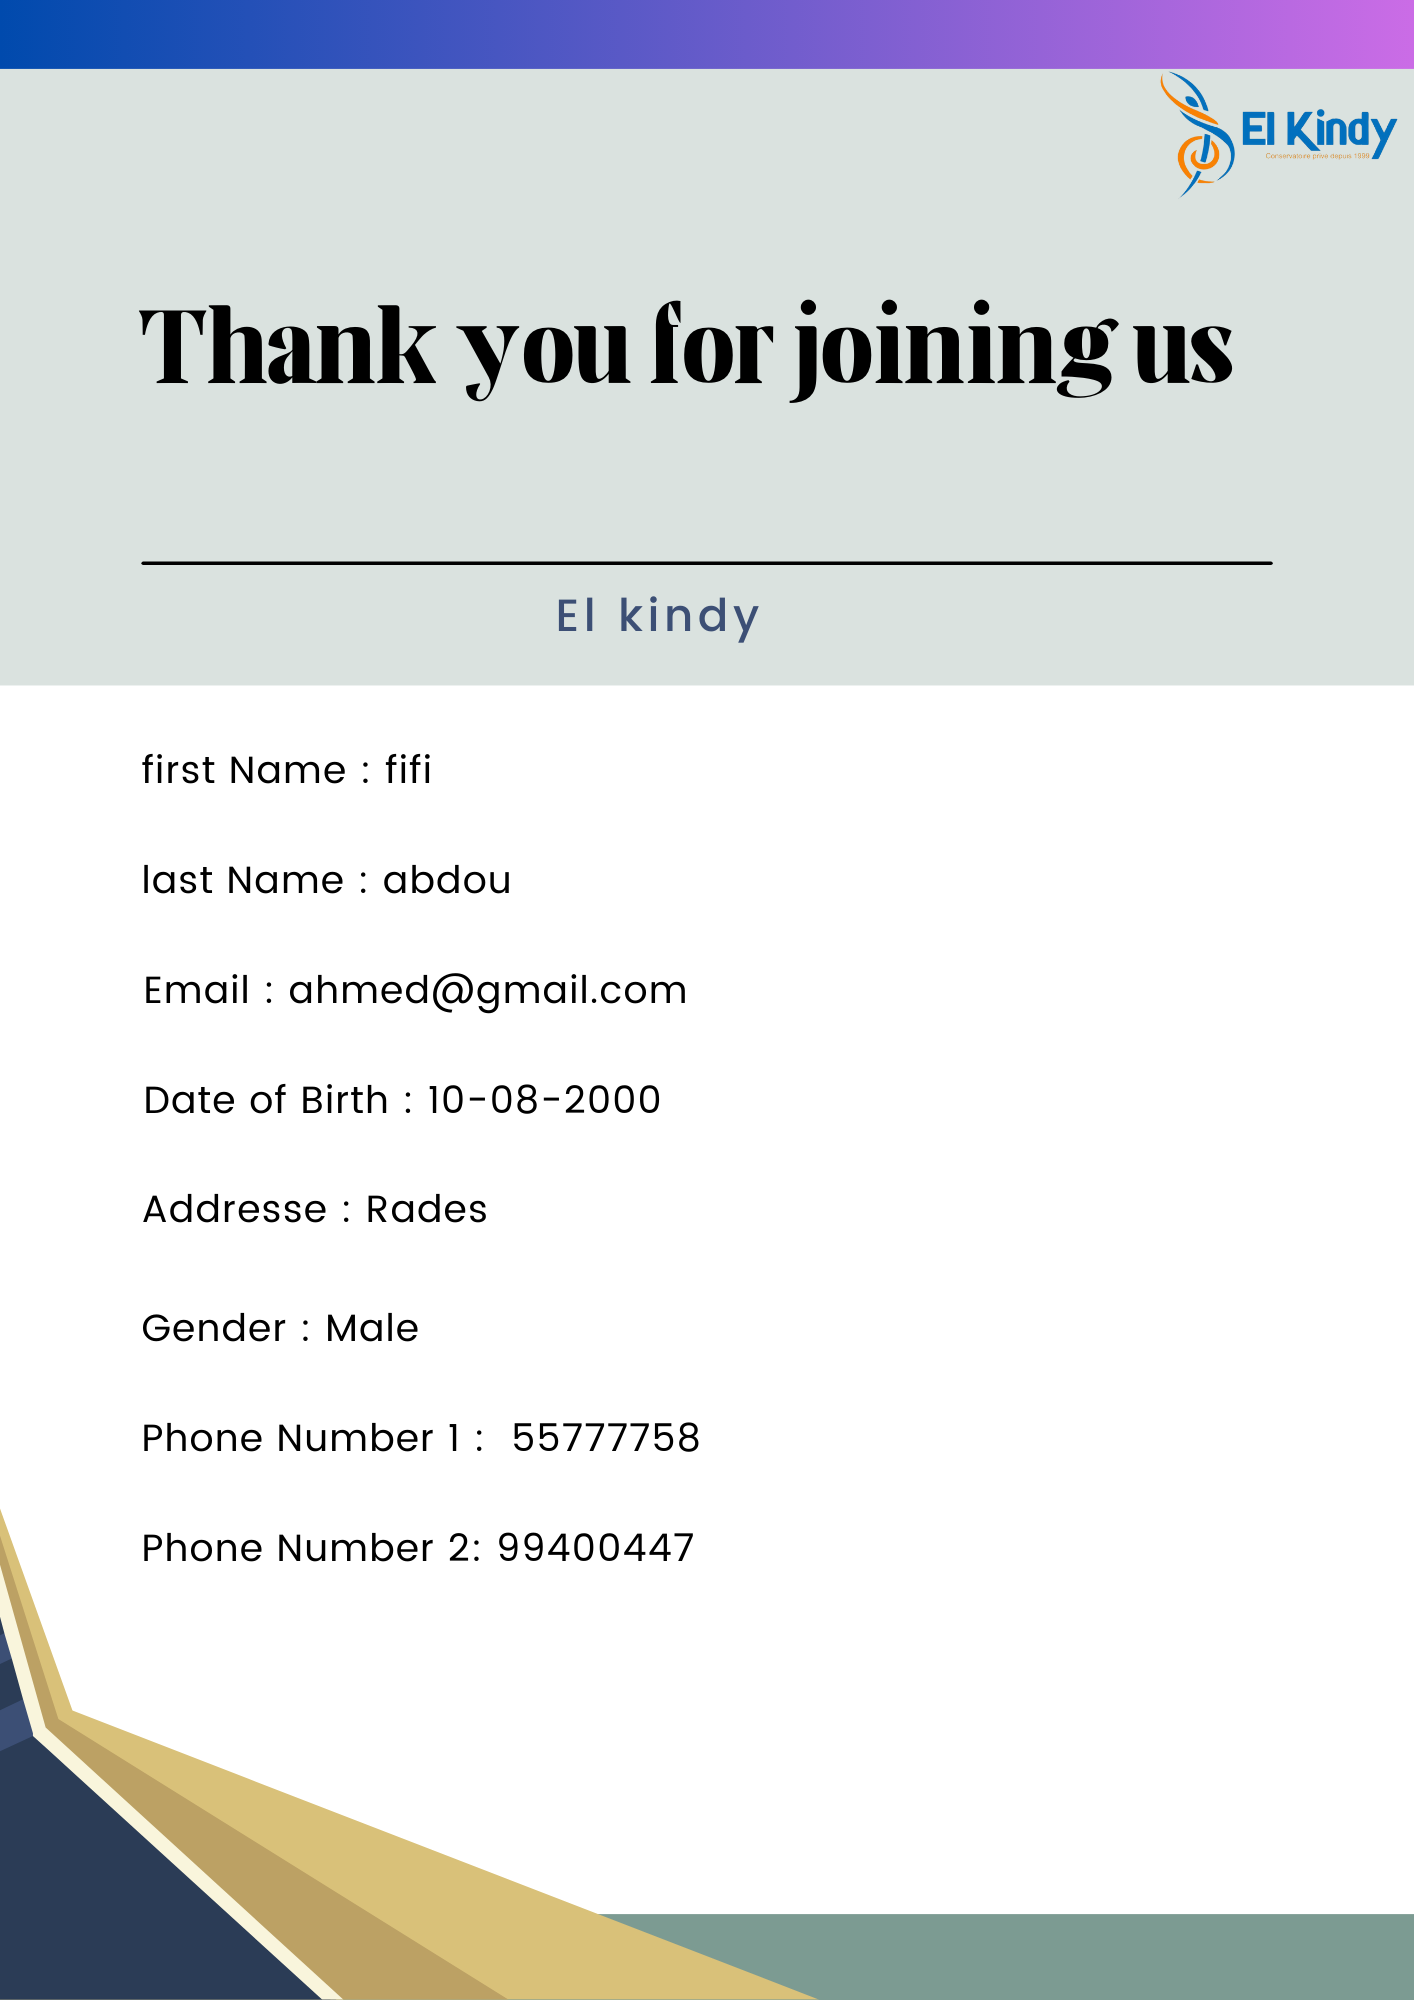 El Kindy
Conservatoire privé depuis 1999
Thank you for joining us
El kindy
first Name : fifi
last Name : abdou
Email : ahmed@gmail.com
Date of Birth : 10-08-2000
Addresse : Rades
Gender : Male
Phone Number 1 : 55777758
Phone Number 2: 99400447